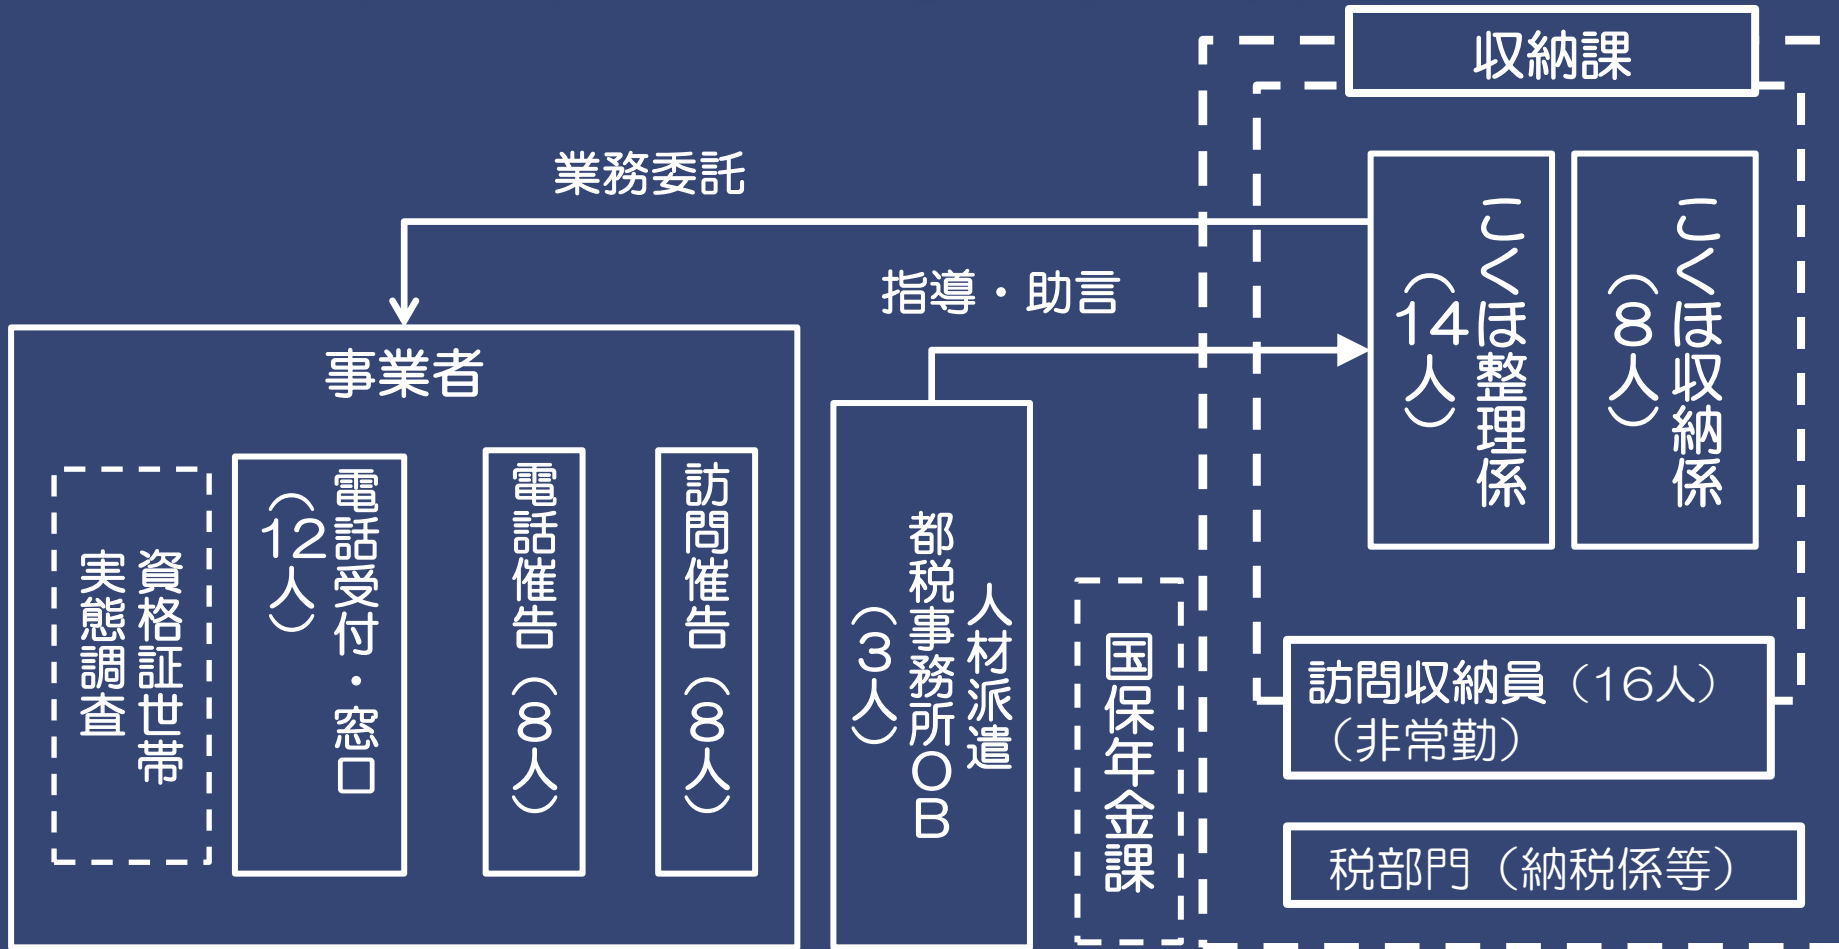 収納課
業務委託
指導・助言
こくほ収納係
（8人）
こくほ整理係
（14人）
訪問収納員（16人）
（非常勤）
税部門（納税係等）
国保年金課
人材派遣
都税事務所OB
（3人）
事業者
訪問催告（8人）
電話催告（8人）
電話受付・窓口
（12人）
資格証世帯
実態調査